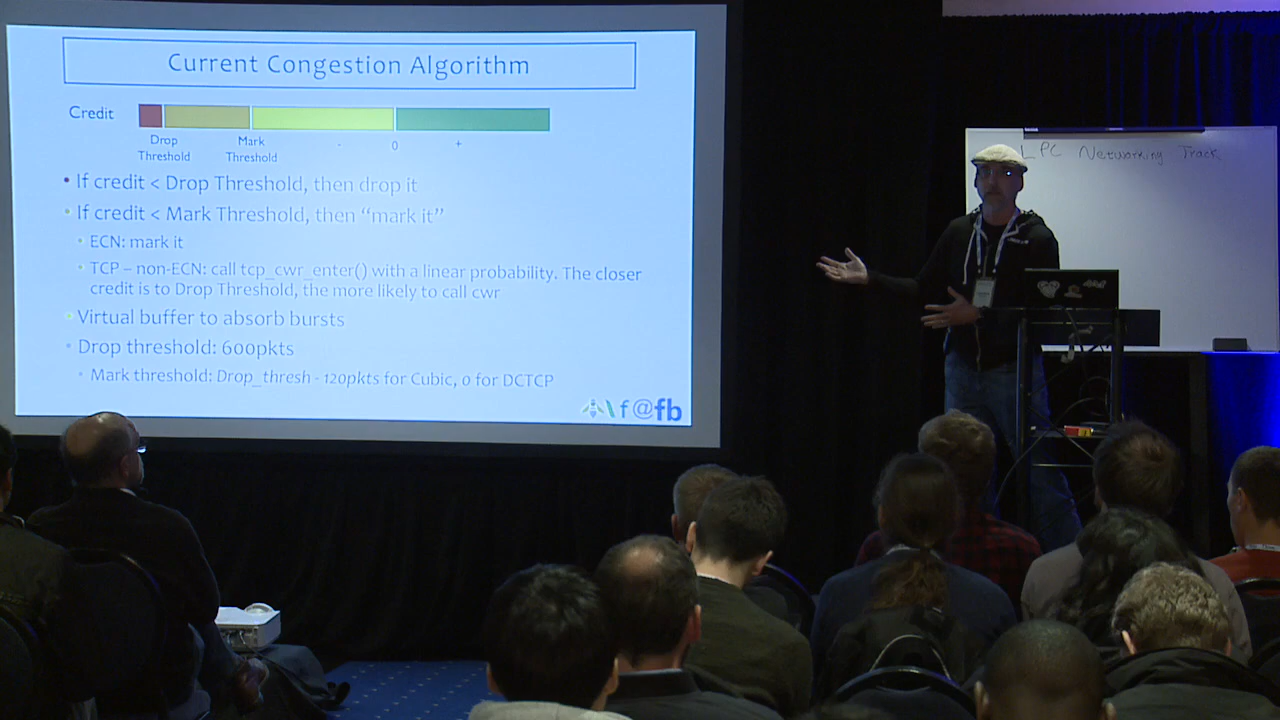 Current Congestion Algorithm
Credit
Drop Threshold
Mark Threshold
-
0
+
• If credit < Drop Threshold, then drop it
• If credit < Mark Threshold, then “mark it”
• ECN: mark it
• TCP – non-ECN: call tcp_cwr_enter() with a linear probability. The closer
credit is to Drop Threshold, the more likely to call cwr
• Virtual buffer to absorb bursts
• Drop threshold: 600pkts
• Mark threshold: Drop_thresh - 120pkts for Cubic, 0 for DCTCP
f@fb
LPC Networking Track